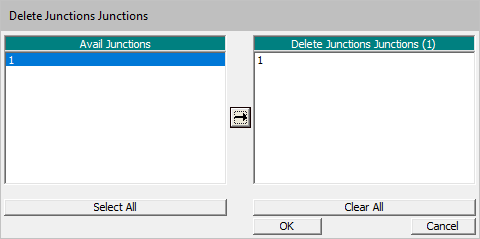 Delete Junctions Junctions
Avail Junctions
1
Select All
Delete Junctions Junctions (1)
1
Clear All
OK
Cancel